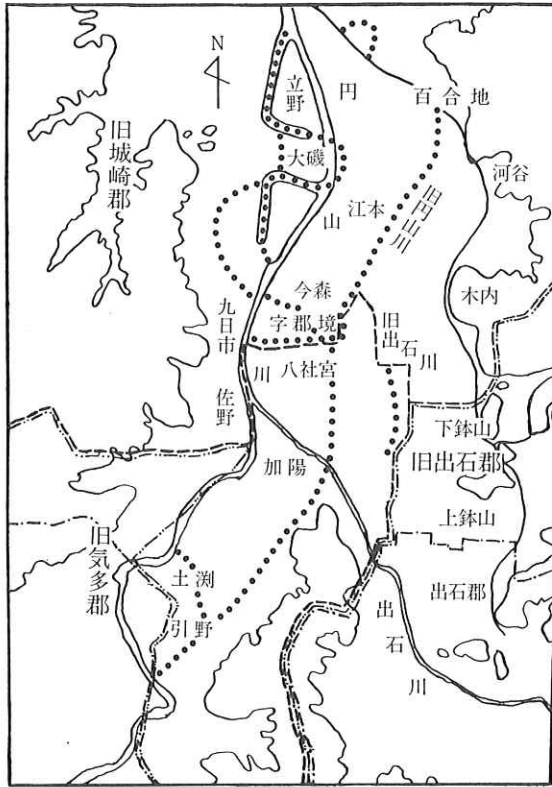 N
立野
円
百合地
旧城崎郡
大磯
河谷
江本
旧円山川
山
木内
今森
九日市
字郡境
旧出石川
川
八社宮
佐野
下鉢山
加陽
旧出石郡
上鉢山
旧気多郡
土渕
出石郡
引野
出石川